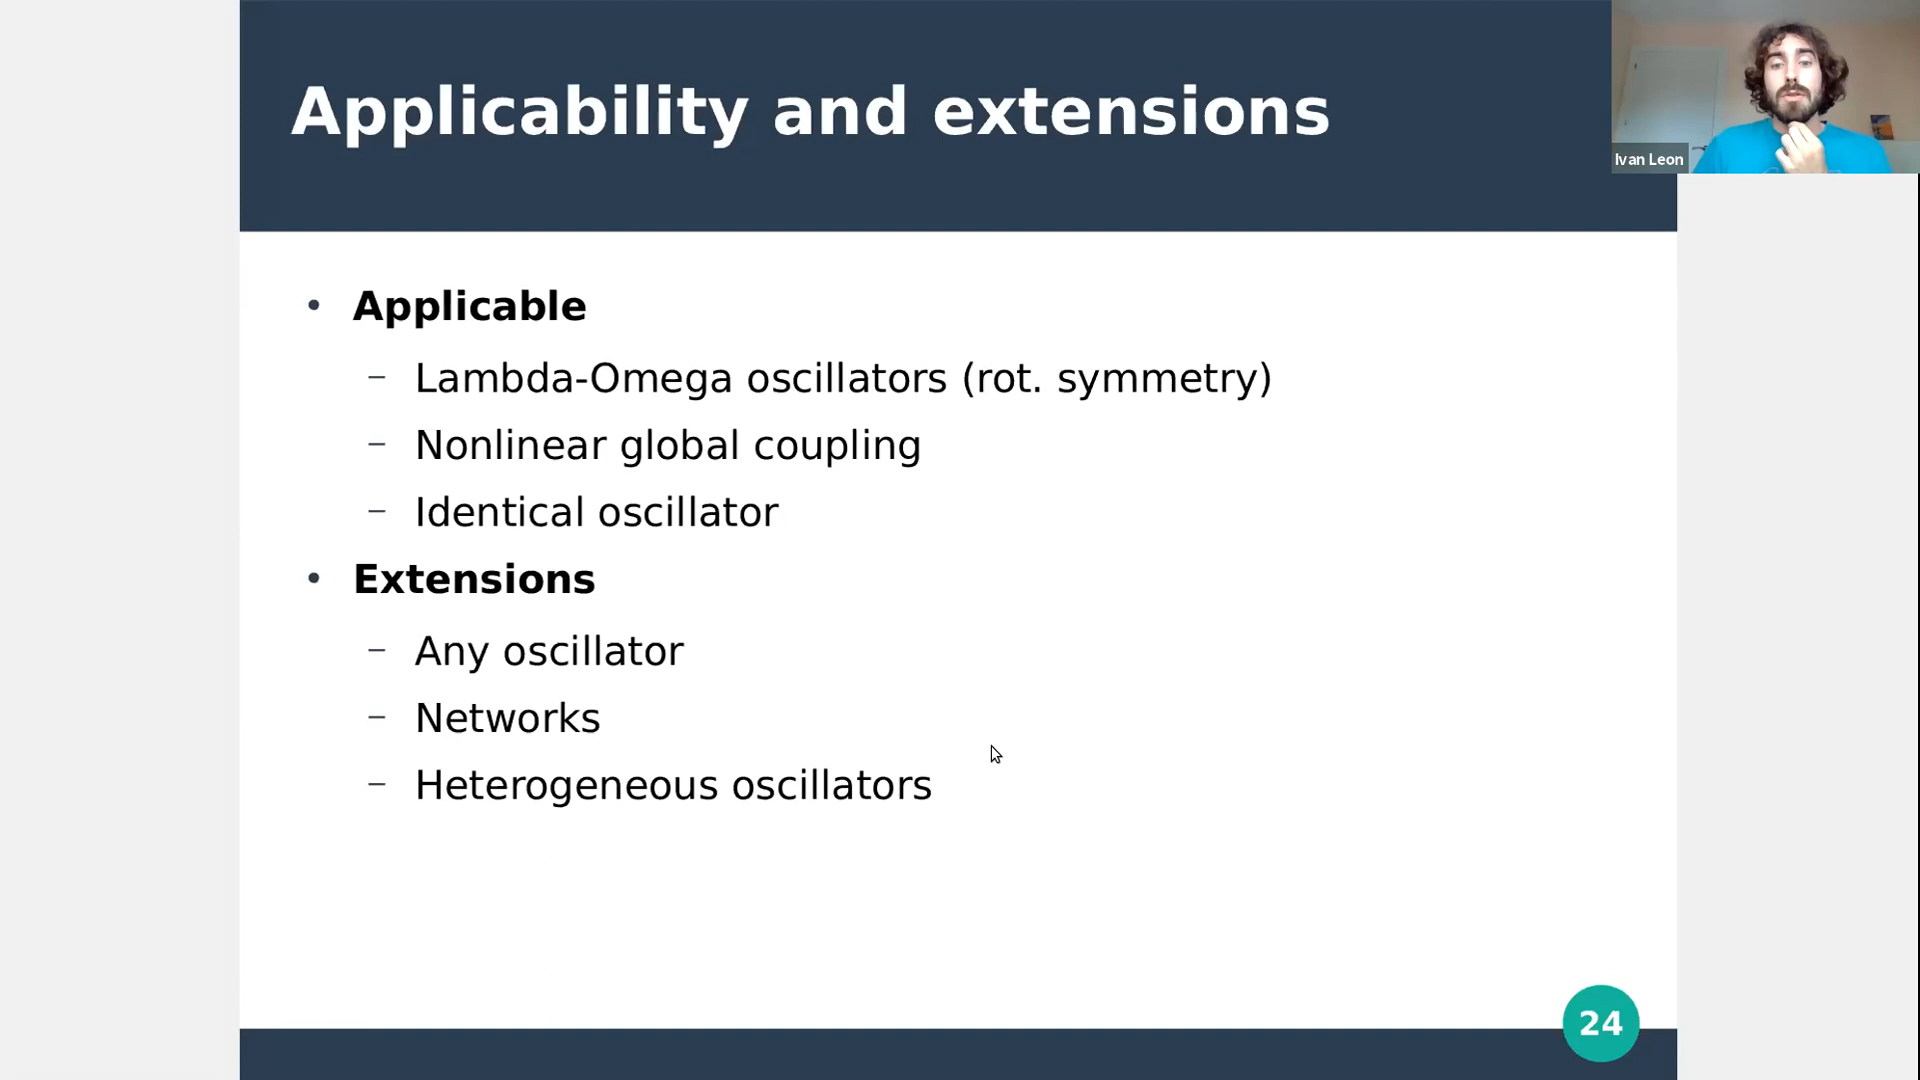 Applicability and extensions
Ivan Leon
• Applicable
– Lambda-Omega oscillators (rot. symmetry)
– Nonlinear global coupling
– Identical oscillator
• Extensions
– Any oscillator
– Networks
– Heterogeneous oscillators
24